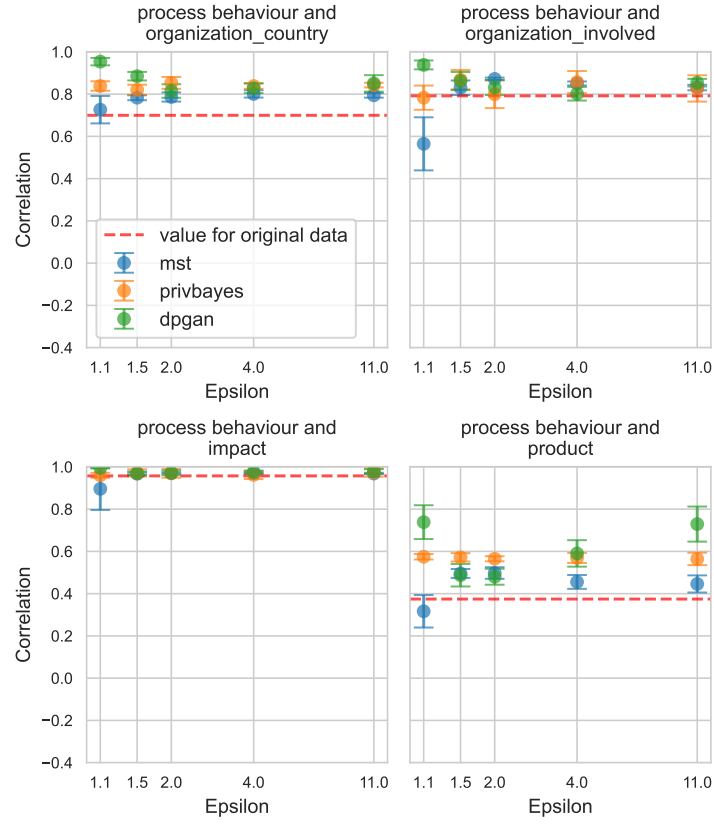 process behaviour and
organization_country
process behaviour and
organization_involved
Correlation
1.0
0.8
0.6
0.4
0.2
0.0
−0.2
−0.4
value for original data
mst
privbayes
dpgan
1.1 1.5 2.0 4.0 11.0
1.1 1.5 2.0 4.0 11.0
Epsilon
Epsilon
process behaviour and
impact
process behaviour and
product
Correlation
1.0
0.8
0.6
0.4
0.2
0.0
−0.2
−0.4
1.1 1.5 2.0 4.0 11.0
1.1 1.5 2.0 4.0 11.0
Epsilon
Epsilon